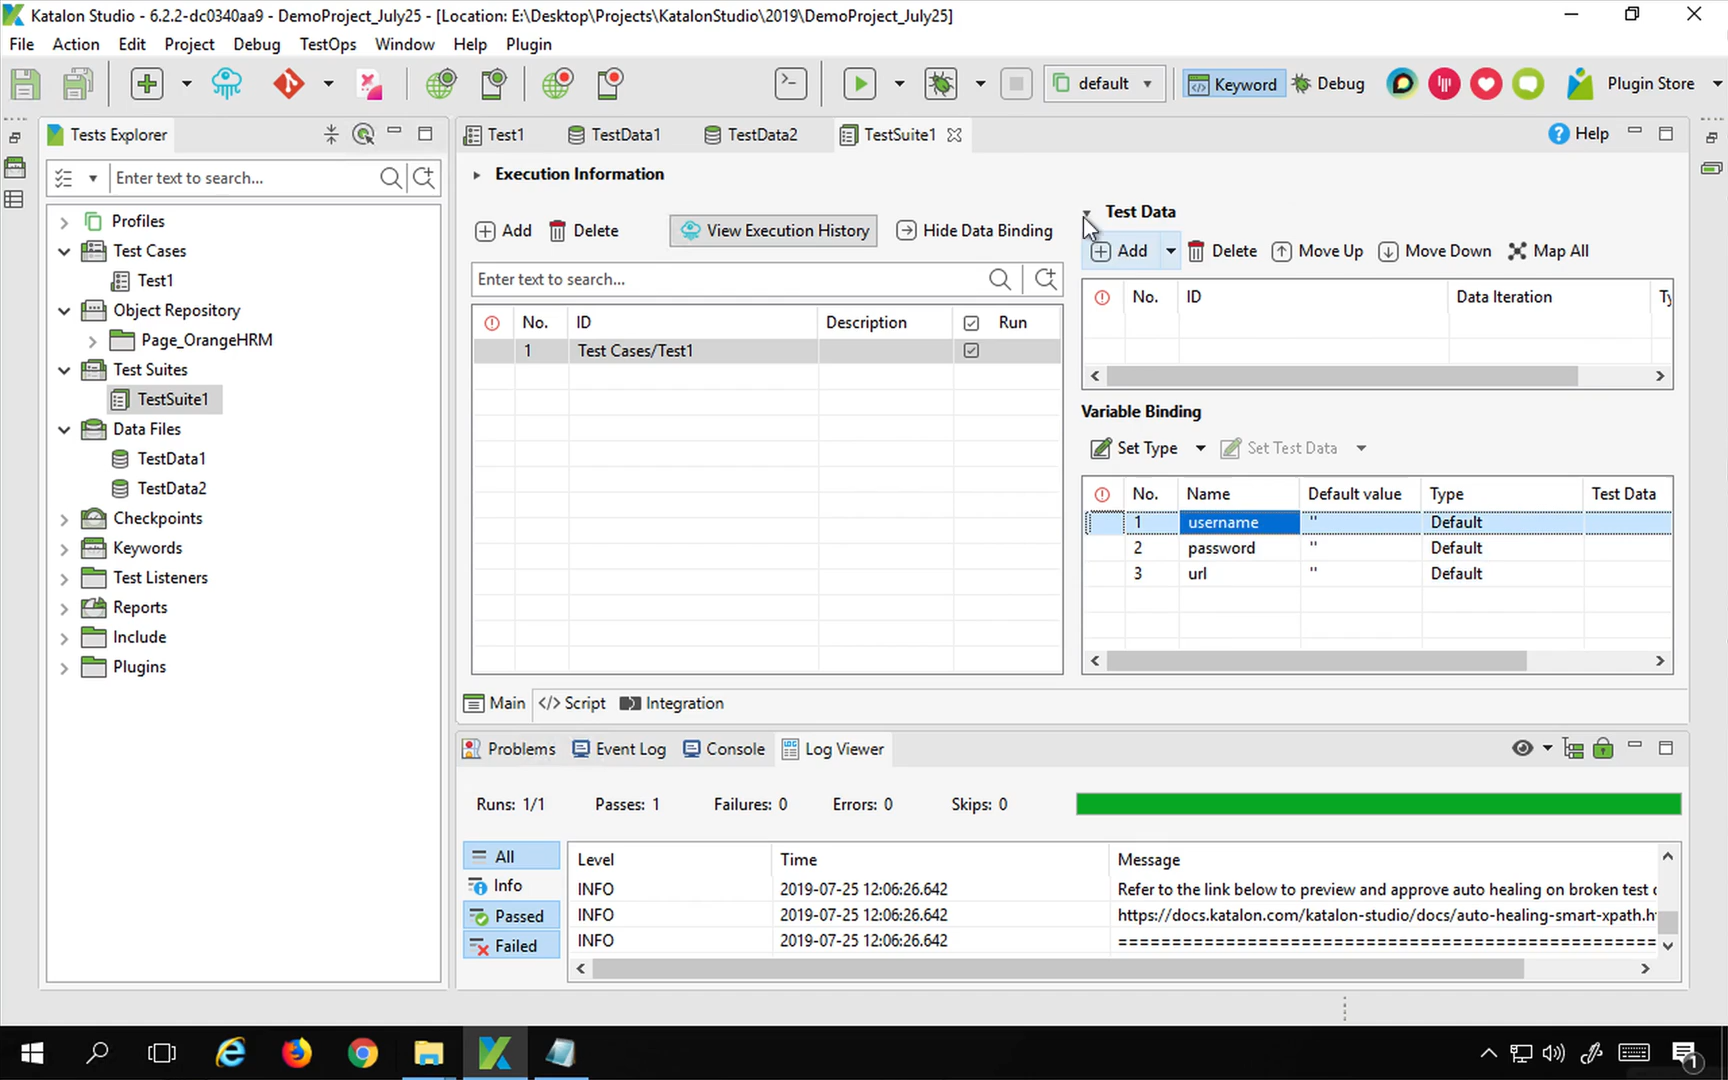 Katalon Studio - 6.2.2-dc0340aa9 - DemoProject_July25 - [Location: E:\Desktop\Projects\KatalonStudio\2019\DemoProject_July25]
File Action Edit Project Debug TestOps Window Help Plugin
default Keyword Debug Plugin Store
Tests Explorer
Enter text to search...
Profiles
Test Cases
Test1
Object Repository
Page_OrangeHRM
Test Suites
TestSuite1
Data Files
TestData1
TestData2
Checkpoints
Keywords
Test Listeners
Reports
Include
Plugins
Test1 TestData1 TestData2 TestSuite1 Help
Execution Information
Add Delete View Execution History Hide Data Binding
Enter text to search...
No. ID Description Run
1 Test Cases/Test1
Test Data
Add Delete Move Up Move Down Map All
No. ID Data Iteration Ty
Variable Binding
Set Type Set Test Data
No. Name Default value Type Test Data
1 username '' Default
2 password '' Default
3 url '' Default
Main Script Integration
Problems Event Log Console Log Viewer
Runs: 1/1 Passes: 1 Failures: 0 Errors: 0 Skips: 0
All
Info
Passed
Failed
Level Time Message
INFO 2019-07-25 12:06:26.642 Refer to the link below to preview and approve auto healing on broken test
INFO 2019-07-25 12:06:26.642 https://docs.katalon.com/katalon-studio/docs/auto-healing-smart-xpath.h
INFO 2019-07-25 12:06:26.642 ==========================================
1